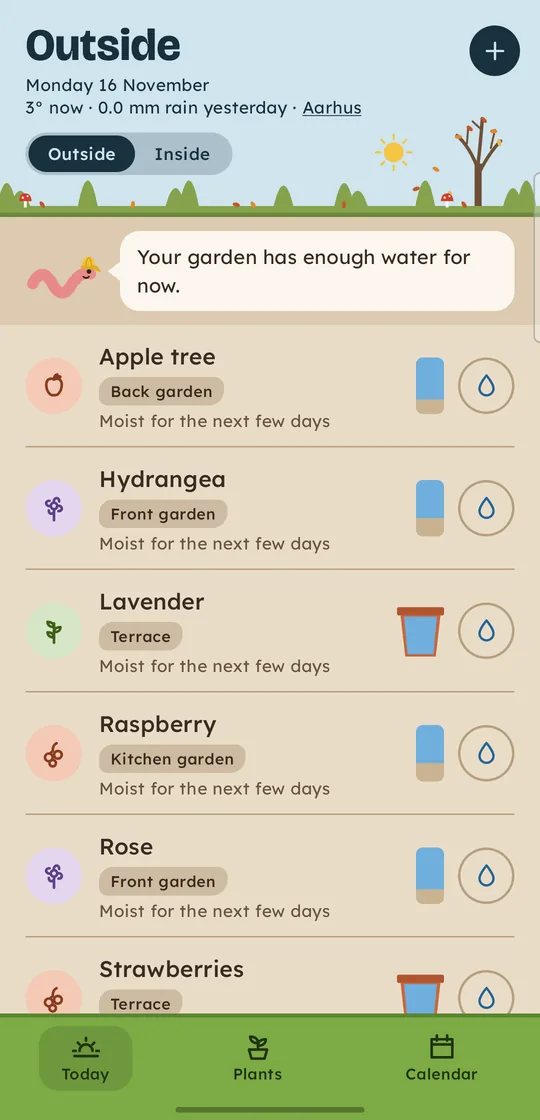 Outside
Monday 16 November
3° now · 0.0 mm rain yesterday · Aarhus
Outside
Inside
Your garden has enough water for
now.
Apple tree
Back garden
Moist for the next few days
Hydrangea
Front garden
Moist for the next few days
Lavender
Terrace
Moist for the next few days
Raspberry
Kitchen garden
Moist for the next few days
Rose
Front garden
Moist for the next few days
Strawberries
Terrace
Today
Plants
Calendar